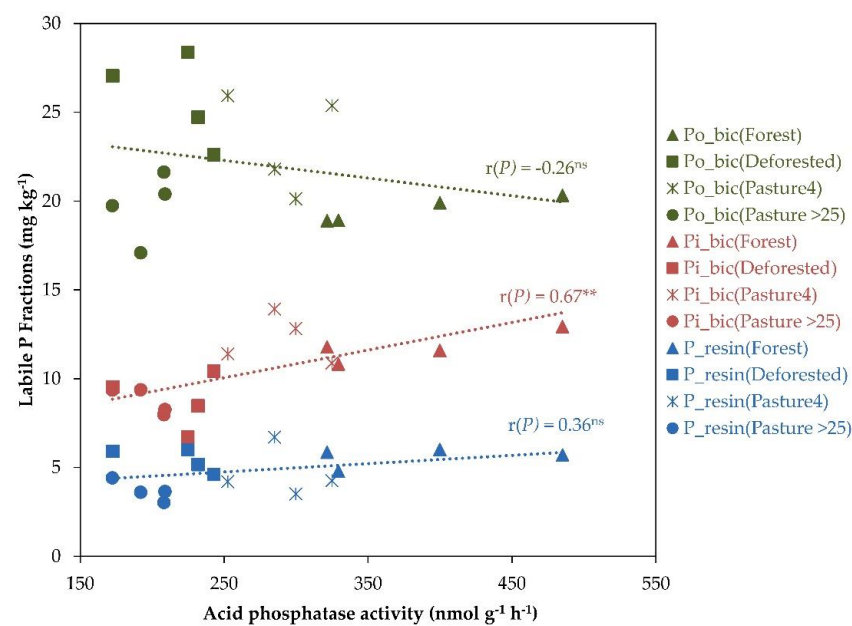 30
25
20
15
10
5
0
Labile P Fractions (mg kg⁻¹)
r(P) = -0.26ⁿˢ
r(P) = 0.67**
r(P) = 0.36ⁿˢ
150
250
350
450
550
Acid phosphatase activity (nmol g⁻¹ h⁻¹)
Po_bic(Forest)
Po_bic(Deforested)
Po_bic(Pasture4)
Po_bic(Pasture >25)
Pi_bic(Forest)
Pi_bic(Deforested)
Pi_bic(Pasture4)
Pi_bic(Pasture >25)
P_resin(Forest)
P_resin(Deforested)
P_resin(Pasture4)
P_resin(Pasture >25)